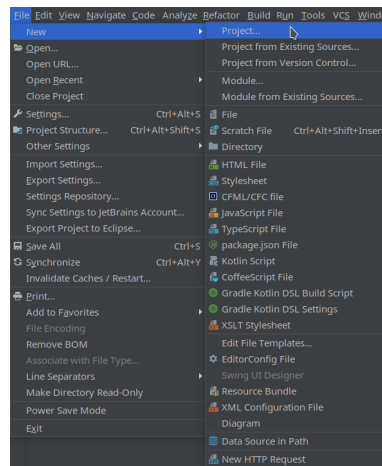 File Edit View Navigate Code Analyze Refactor Build Run Tools VCS
New
Open...
Open URL...
Open Recent
Close Project
Settings... Ctrl+Alt+S
Project Structure... Ctrl+Alt+Shift+S
Other Settings
Import Settings...
Export Settings...
Settings Repository...
Sync Settings to JetBrains Account...
Export Project to Eclipse...
Save All Ctrl+S
Synchronize Ctrl+Alt+Y
Invalidate Caches / Restart...
Print...
Add to Favorites
File Encoding
Remove BOM
Associate with File Type...
Line Separators
Make Directory Read-Only
Power Save Mode
Exit
Project...
Project from Existing Sources...
Project from Version Control...
Module...
Module from Existing Sources...
File
Scratch File Ctrl+Alt+Shift+Inser
Directory
HTML File
Stylesheet
CFML/CFC file
JavaScript File
TypeScript File
package.json File
Kotlin Script
CoffeeScript File
Gradle Kotlin DSL Build Script
Gradle Kotlin DSL Settings
XSLT Stylesheet
Edit File Templates...
EditorConfig File
Swing UI Designer
Resource Bundle
XML Configuration File
Diagram
Data Source in Path
New HTTP Request